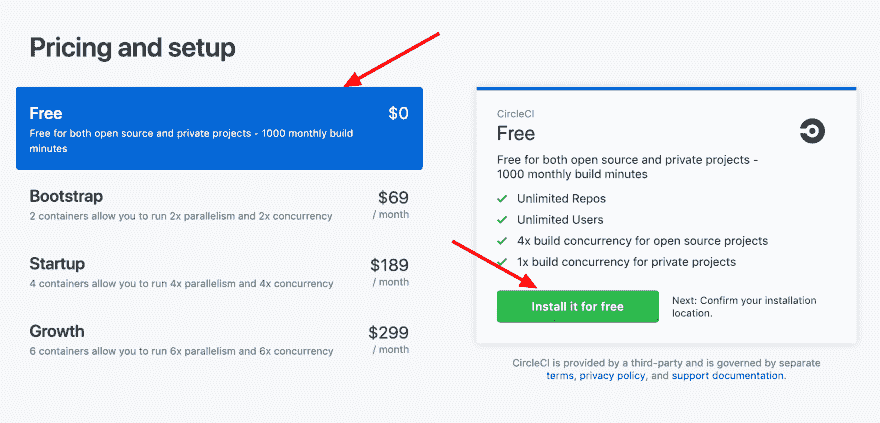 Pricing and setup
Free $0
Free for both open source and private projects - 1000 monthly build
minutes
Bootstrap $69
2 containers allow you to run 2x parallelism and 2x concurrency / month
Startup $189
4 containers allow you to run 4x parallelism and 4x concurrency / month
Growth $299
6 containers allow you to run 6x parallelism and 6x concurrency / month
CircleCI
Free
Free for both open source and private projects -
1000 monthly build minutes
Unlimited Repos
Unlimited Users
4x build concurrency for open source projects
1x build concurrency for private projects
Install it for free
Next: Confirm your installation
location.
CircleCI is provided by a third-party and is governed by separate
terms, privacy policy, and support documentation.